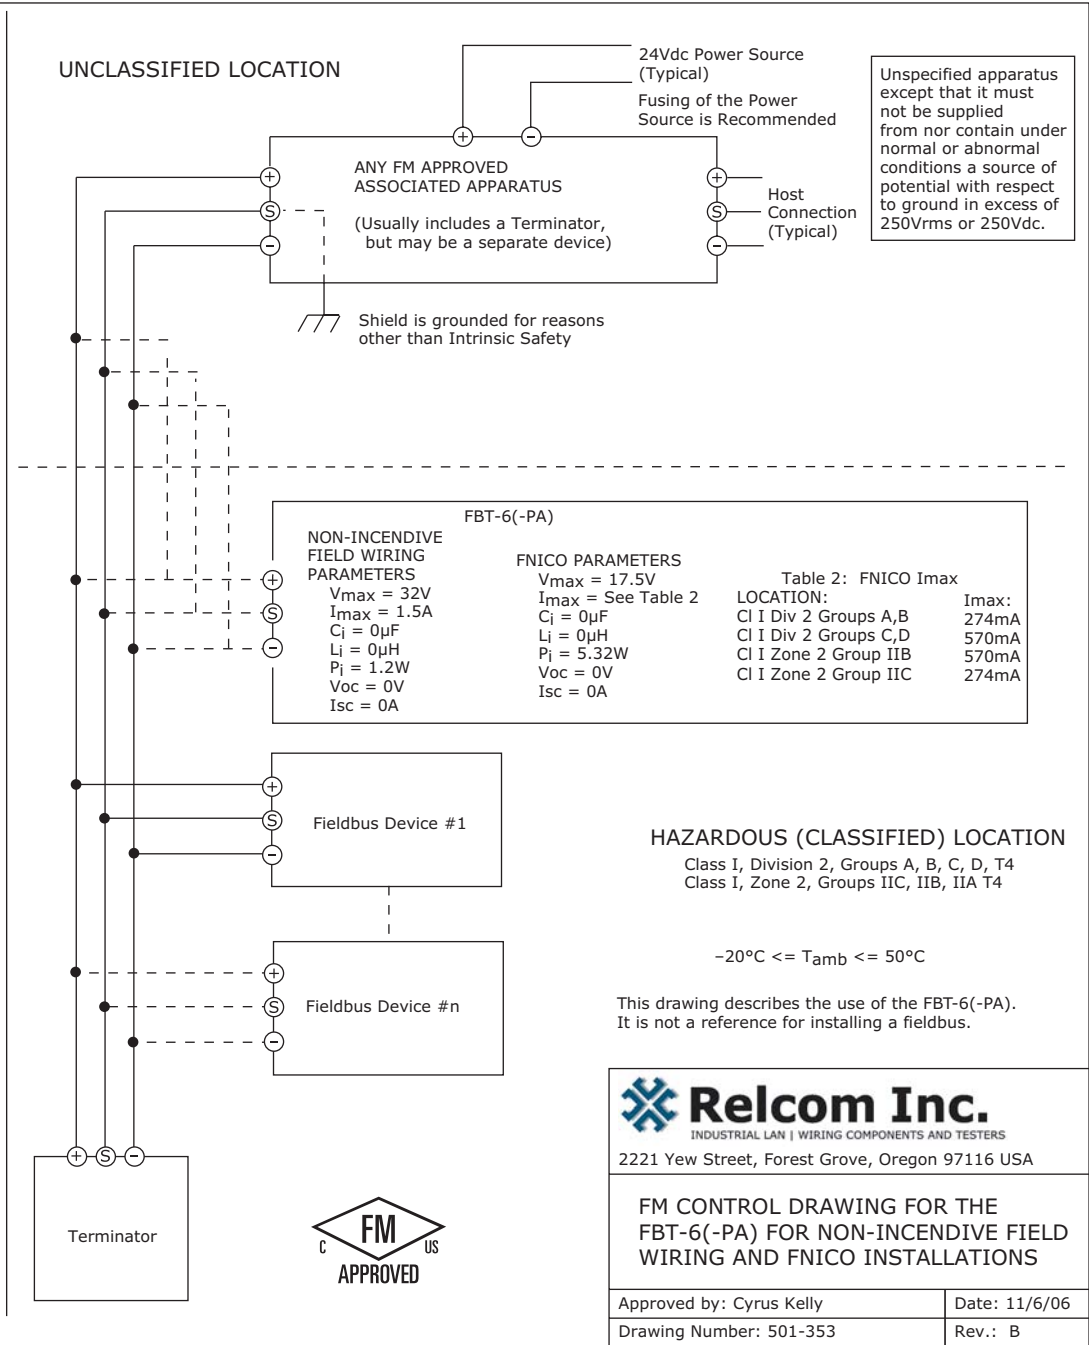 UNCLASSIFIED LOCATION
24Vdc Power Source
(Typical)
Fusing of the Power
Source is Recommended
Unspecified apparatus
except that it must
not be supplied
from nor contain under
normal or abnormal
conditions a source of
potential with respect
to ground in excess of
250Vrms or 250Vdc.
+ -
ANY FM APPROVED
ASSOCIATED APPARATUS
(Usually includes a Terminator,
but may be a separate device)
+
S
-
+
S
-
Host
Connection
(Typical)
Shield is grounded for reasons
other than Intrinsic Safety
FBT-6(-PA)
+
S
-
NON-INCENDIVE
FIELD WIRING
PARAMETERS
Vmax = 32V
Imax = 1.5A
Ci = 0µF
Li = 0µH
Pi = 1.2W
Voc = 0V
Isc = 0A
FNICO PARAMETERS
Vmax = 17.5V
Imax = See Table 2
Ci = 0µF
Li = 0µH
Pi = 5.32W
Voc = 0V
Isc = 0A
Table 2: FNICO Imax
LOCATION: Imax:
Cl I Div 2 Groups A,B 274mA
Cl I Div 2 Groups C,D 570mA
Cl I Zone 2 Group IIB 570mA
Cl I Zone 2 Group IIC 274mA
+
S
-
Fieldbus Device #1
HAZARDOUS (CLASSIFIED) LOCATION
Class I, Division 2, Groups A, B, C, D, T4
Class I, Zone 2, Groups IIC, IIB, IIA T4
+
S
-
Fieldbus Device #n
–20°C <= Tamb <= 50°C
This drawing describes the use of the FBT-6(-PA).
It is not a reference for installing a fieldbus.
+ S -
Terminator
FM
C US
APPROVED
Relcom Inc.
INDUSTRIAL LAN | WIRING COMPONENTS AND TESTERS
2221 Yew Street, Forest Grove, Oregon 97116 USA
FM CONTROL DRAWING FOR THE
FBT-6(-PA) FOR NON-INCENDIVE FIELD
WIRING AND FNICO INSTALLATIONS
Approved by: Cyrus Kelly
Date: 11/6/06
Drawing Number: 501-353
Rev.: B